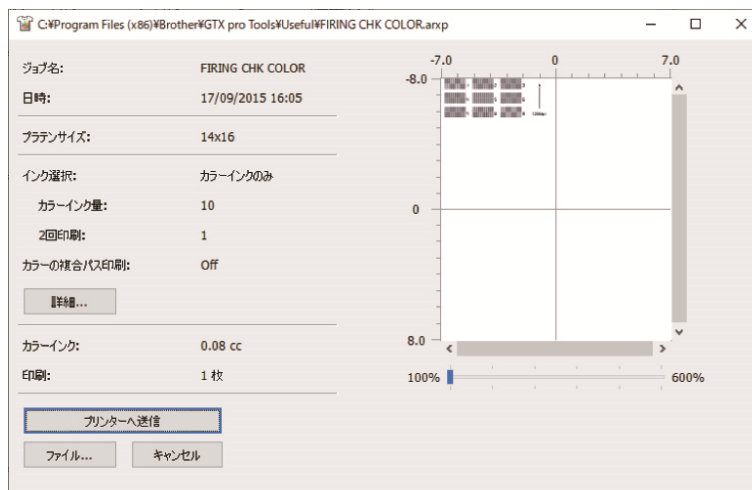 C:¥Program Files (x86)¥Brother¥GTX pro Tools¥Useful¥FIRING CHK COLOR.arxp
ジョブ名: FIRING CHK COLOR
日時: 17/09/2015 16:05
プラテンサイズ: 14x16
インク選択: カラーインクのみ
カラーインク量: 10
2回印刷: 1
カラーの複合パス印刷: Off
詳細...
カラーインク: 0.08 cc
印刷: 1 枚
プリンターへ送信
ファイル... キャンセル
-7.0 0 7.0
-8.0
0
8.0
100% 600%